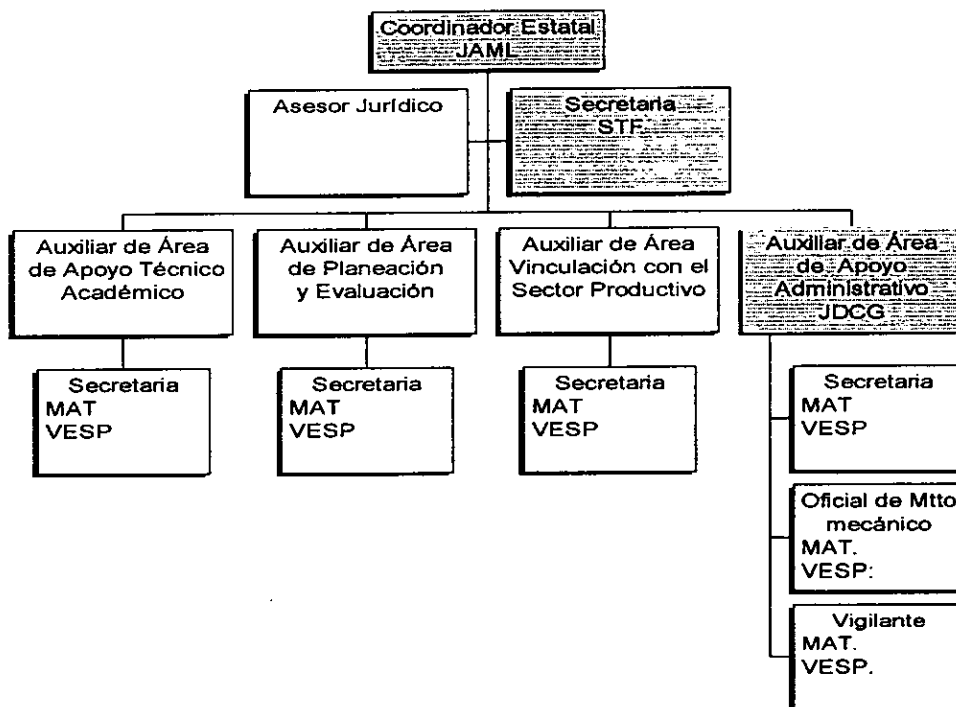 Coordinador Estatal
JAML
Asesor Jurídico
Secretaria
STF.
Auxiliar de Área
de Apoyo Técnico
Académico
Auxiliar de Área
de Planeación
y Evaluación
Auxiliar de Área
Vinculación con el
Sector Productivo
Auxiliar de Área
de Apoyo
Administrativo
JDCG
Secretaria
MAT
VESP
Secretaria
MAT
VESP
Secretaria
MAT
VESP
Secretaria
MAT
VESP
Oficial de Mtto
mecánico
MAT.
VESP:
Vigilante
MAT.
VESP.